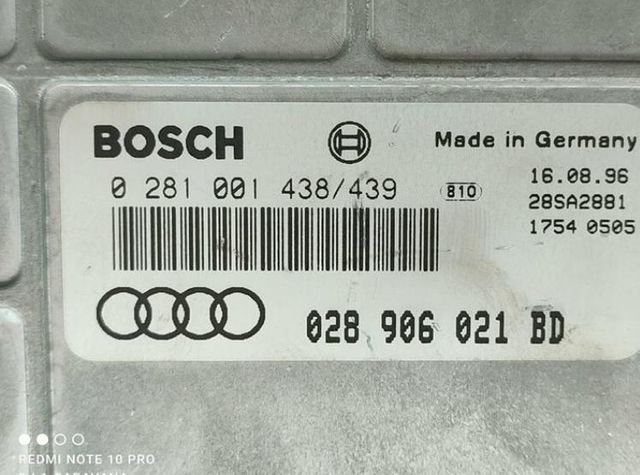 BOSCH
Made in Germany
0 281 001 438/439
810
16.08.96
28SA2881
1754 0505
028 906 021 BD
REDMI NOTE 10 PRO